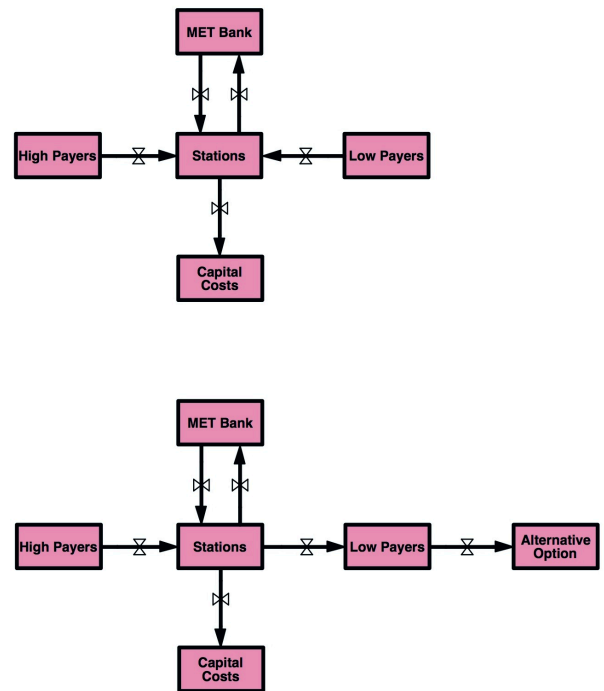 MET Bank
High Payers
Stations
Low Payers
Capital
Costs
MET Bank
High Payers
Stations
Low Payers
Alternative
Option
Capital
Costs